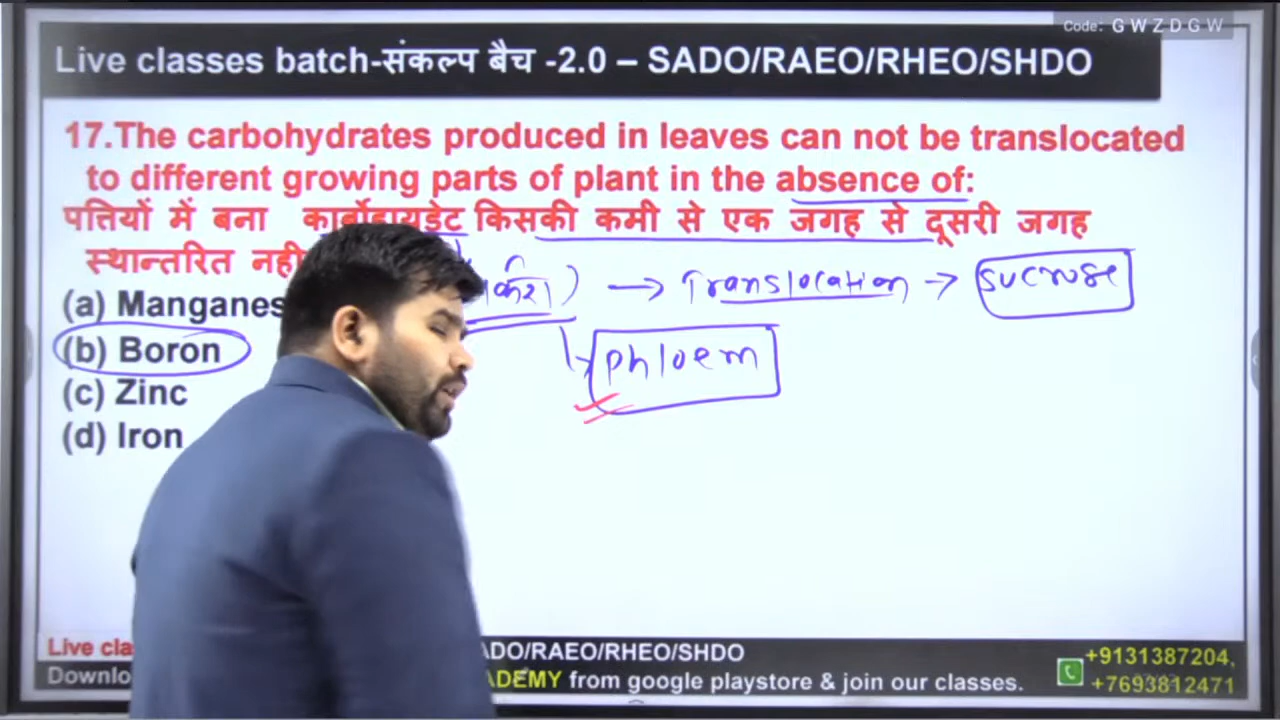 Code: G W Z D G W
Live classes batch-संकल्प बैच -2.0 – SADO/RAEO/RHEO/SHDO
17.The carbohydrates produced in leaves can not be translocated
to different growing parts of plant in the absence of:
पत्तियों में बना कार्बोहायडेट किसकी कमी से एक जगह से दूसरी जगह
स्थान्तरित नही
→ Translocation → sucrose
(a) Manganes
(b) Boron
phloem
(c) Zinc
(d) Iron
Live cla ADO/RAEO/RHEO/SHDO
Downlo ADEMY from google playstore & join our classes.
+9131387204,
+7693812471